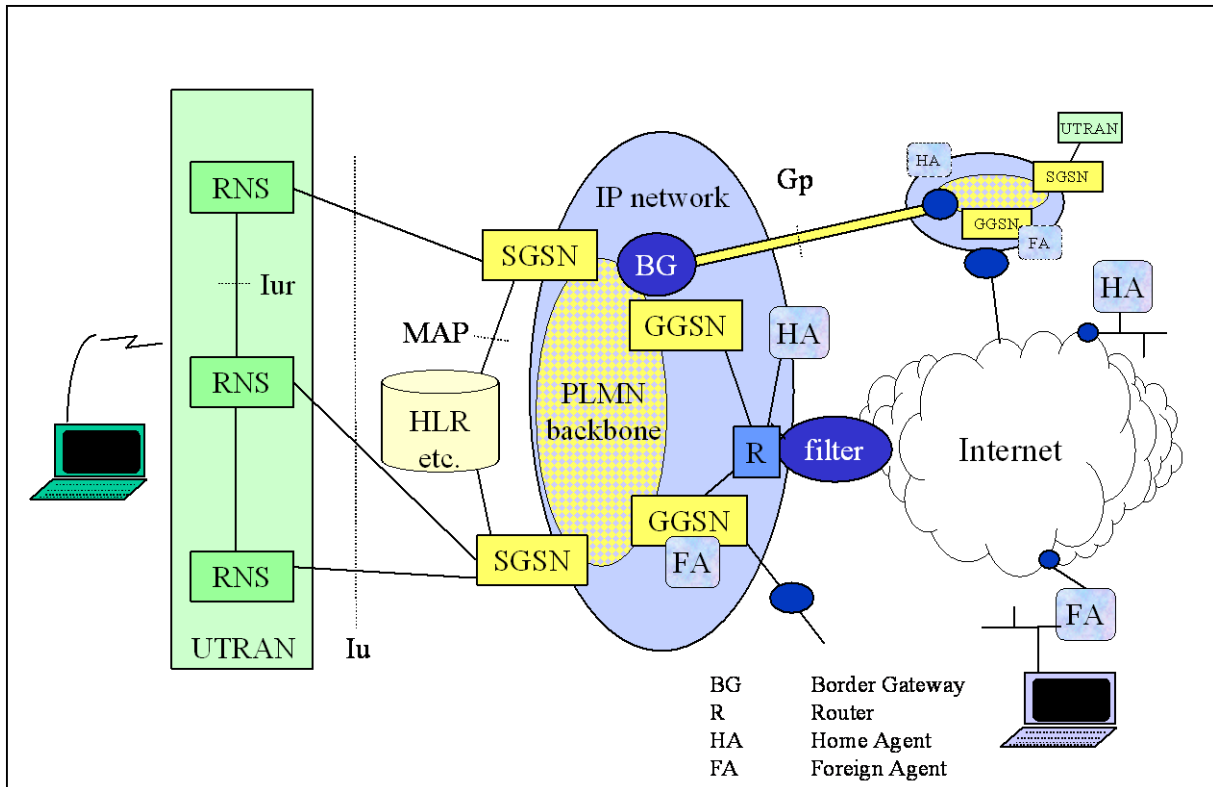 UTRAN
HA
SGSN
Gp
RNS
IP network
GGSN
FA
SGSN
BG
Iur
HA
GGSN
MAP
HA
RNS
PLMN
backbone
HLR
etc.
R
filter
Internet
GGSN
SGSN
FA
RNS
FA
UTRAN
Iu
BG Border Gateway
R Router
HA Home Agent
FA Foreign Agent